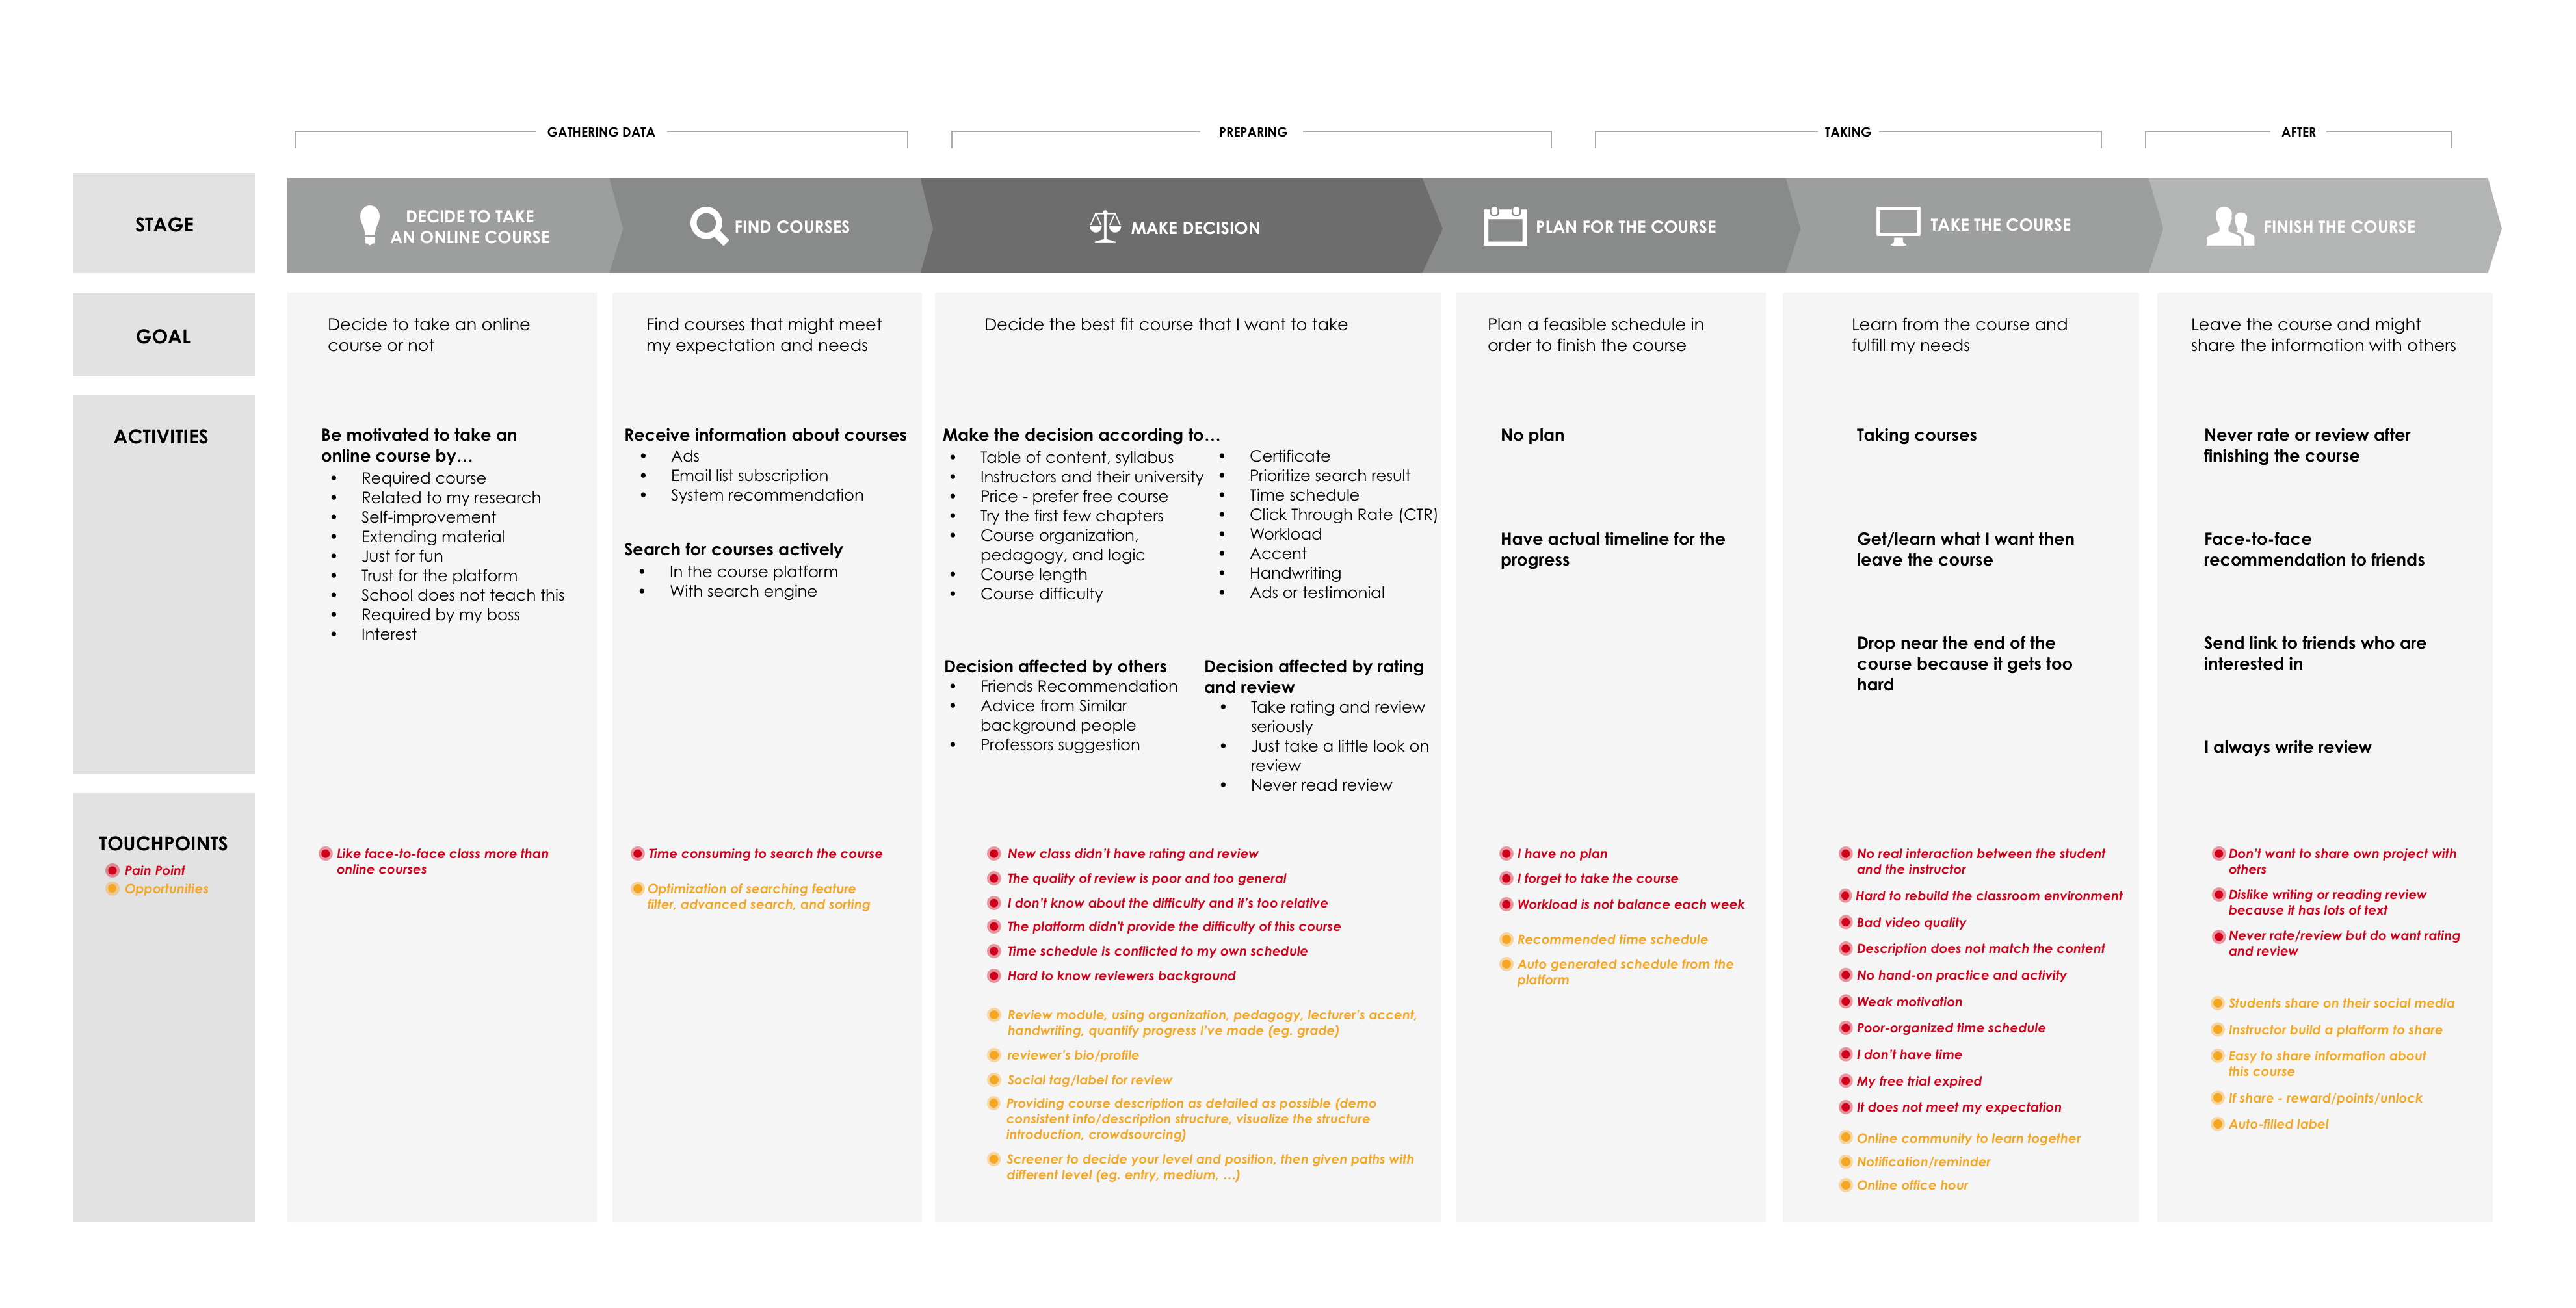 GATHERING DATA
PREPARING
TAKING
AFTER
STAGE
DECIDE TO TAKE
AN ONLINE COURSE
FIND COURSES
MAKE DECISION
PLAN FOR THE COURSE
TAKE THE COURSE
FINISH THE COURSE
GOAL
Decide to take an online
course or not
Find courses that might meet
my expectation and needs
Decide the best fit course that I want to take
Plan a feasible schedule in
order to finish the course
Learn from the course and
fulfill my needs
Leave the course and might
share the information with others
ACTIVITIES
Be motivated to take an
online course by...
• Required course
• Related to my research
• Self-improvement
• Extending material
• Just for fun
• Trust for the platform
• School does not teach this
• Required by my boss
• Interest
Receive information about courses
• Ads
• Email list subscription
• System recommendation
Search for courses actively
• In the course platform
• With search engine
Make the decision according to...
• Table of content, syllabus
• Instructors and their university
• Price - prefer free course
• Try the first few chapters
• Course organization,
pedagogy, and logic
• Course length
• Course difficulty
• Certificate
• Prioritize search result
• Time schedule
• Click Through Rate (CTR)
• Workload
• Accent
• Handwriting
• Ads or testimonial
Decision affected by others
• Friends Recommendation
• Advice from Similar
background people
• Professors suggestion
Decision affected by rating
and review
• Take rating and review
seriously
• Just take a little look on
review
• Never read review
No plan
Have actual timeline for the
progress
Taking courses
Get/learn what I want then
leave the course
Drop near the end of the
course because it gets too
hard
Never rate or review after
finishing the course
Face-to-face
recommendation to friends
Send link to friends who are
interested in
I always write review
TOUCHPOINTS
Pain Point
Opportunities
Like face-to-face class more than
online courses
Time consuming to search the course
Optimization of searching feature
filter, advanced search, and sorting
New class didn't have rating and review
The quality of review is poor and too general
I don't know about the difficulty and it's too relative
The platform didn't provide the difficulty of this course
Time schedule is conflicted to my own schedule
Hard to know reviewers background
Review module, using organization, pedagogy, lecturer's accent,
handwriting, quantify progress I've made (eg. grade)
reviewer's bio/profile
Social tag/label for review
Providing course description as detailed as possible (demo
consistent info/description structure, visualize the structure
introduction, crowdsourcing)
Screener to decide your level and position, then given paths with
different level (eg. entry, medium, ...)
I have no plan
I forget to take the course
Workload is not balance each week
Recommended time schedule
Auto generated schedule from the
platform
No real interaction between the student
and the instructor
Hard to rebuild the classroom environment
Bad video quality
Description does not match the content
No hand-on practice and activity
Weak motivation
Poor-organized time schedule
I don't have time
My free trial expired
It does not meet my expectation
Online community to learn together
Notification/reminder
Online office hour
Don't want to share own project with
others
Dislike writing or reading review
because it has lots of text
Never rate/review but do want rating
and review
Students share on their social media
Instructor build a platform to share
Easy to share information about
this course
If share - reward/points/unlock
Auto-filled label